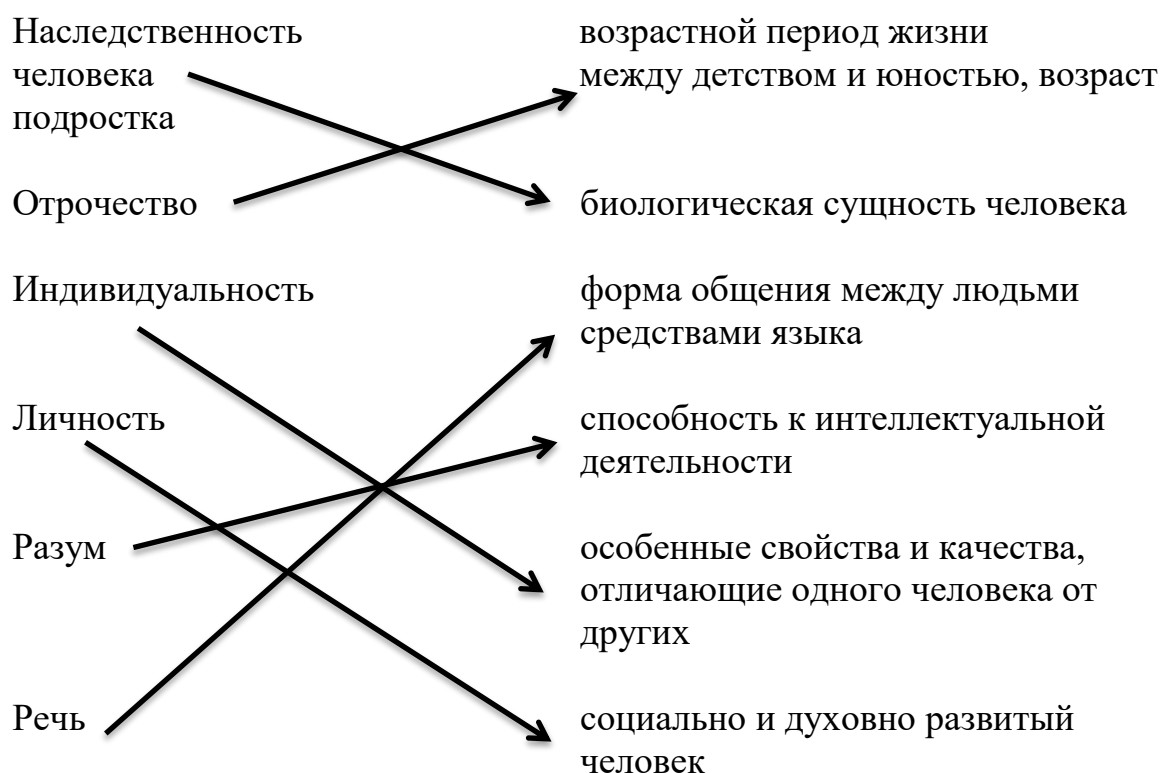 Наследственность возрастной период жизни
человека между детством и юностью, возраст
подростка
Отрочество биологическая сущность человека
Индивидуальность форма общения между людьми
средствами языка
Личность способность к интеллектуальной
деятельности
Разум особенные свойства и качества,
отличающие одного человека от
других
Речь социально и духовно развитый
человек